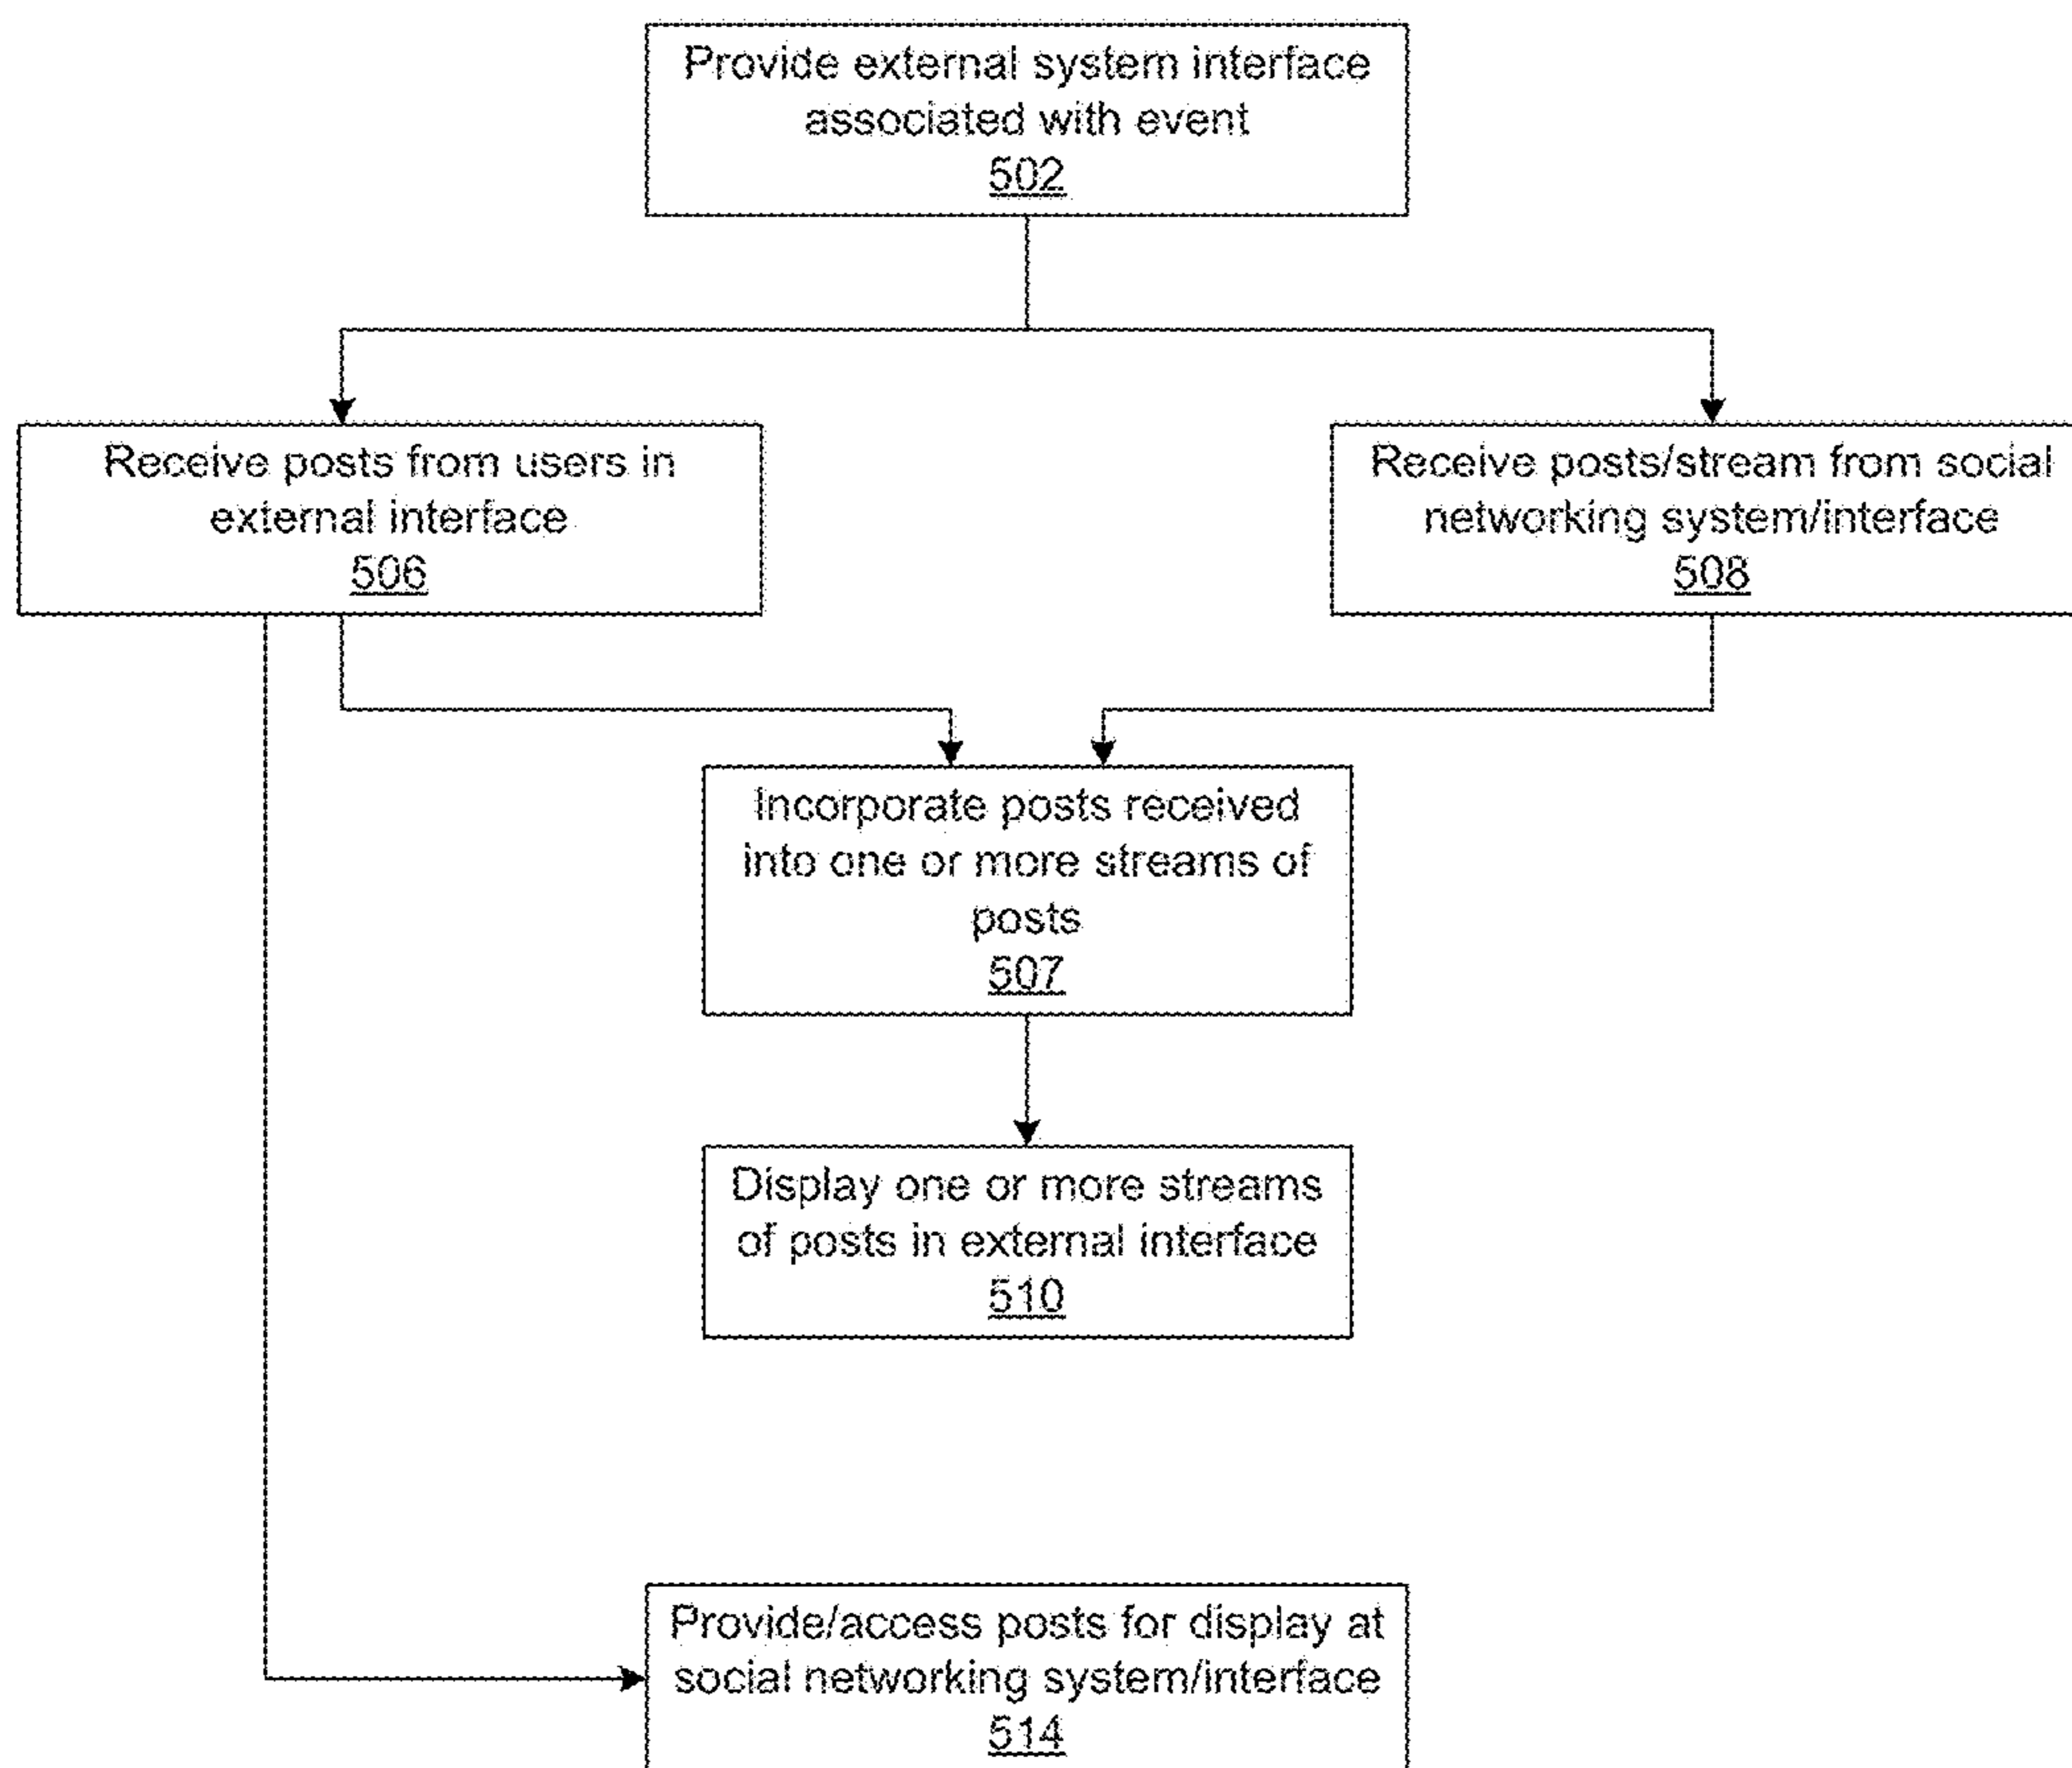 Provide external system interface
associated with event
502
Receive posts from users in
external interface
506
Receive posts/stream from social
networking system/interface
508
Incorporate posts received
into one or more streams of
posts
507
Display one or more streams
of posts in external interface
510
Provide/access posts for display at
social networking system/interface
514